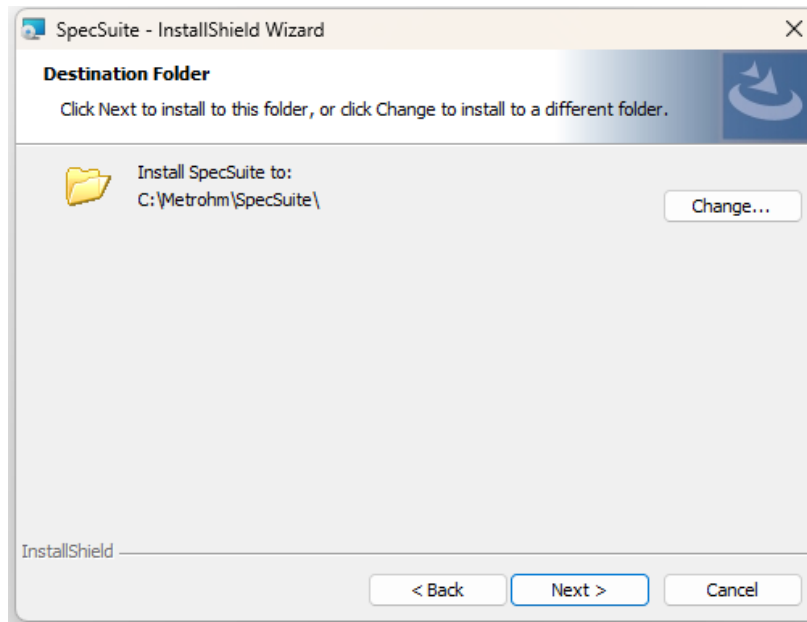 SpecSuite - InstallShield Wizard
Destination Folder
Click Next to install to this folder, or click Change to install to a different folder.
Install SpecSuite to:
C:\Metrohm\SpecSuite\
Change...
InstallShield
< Back
Next >
Cancel